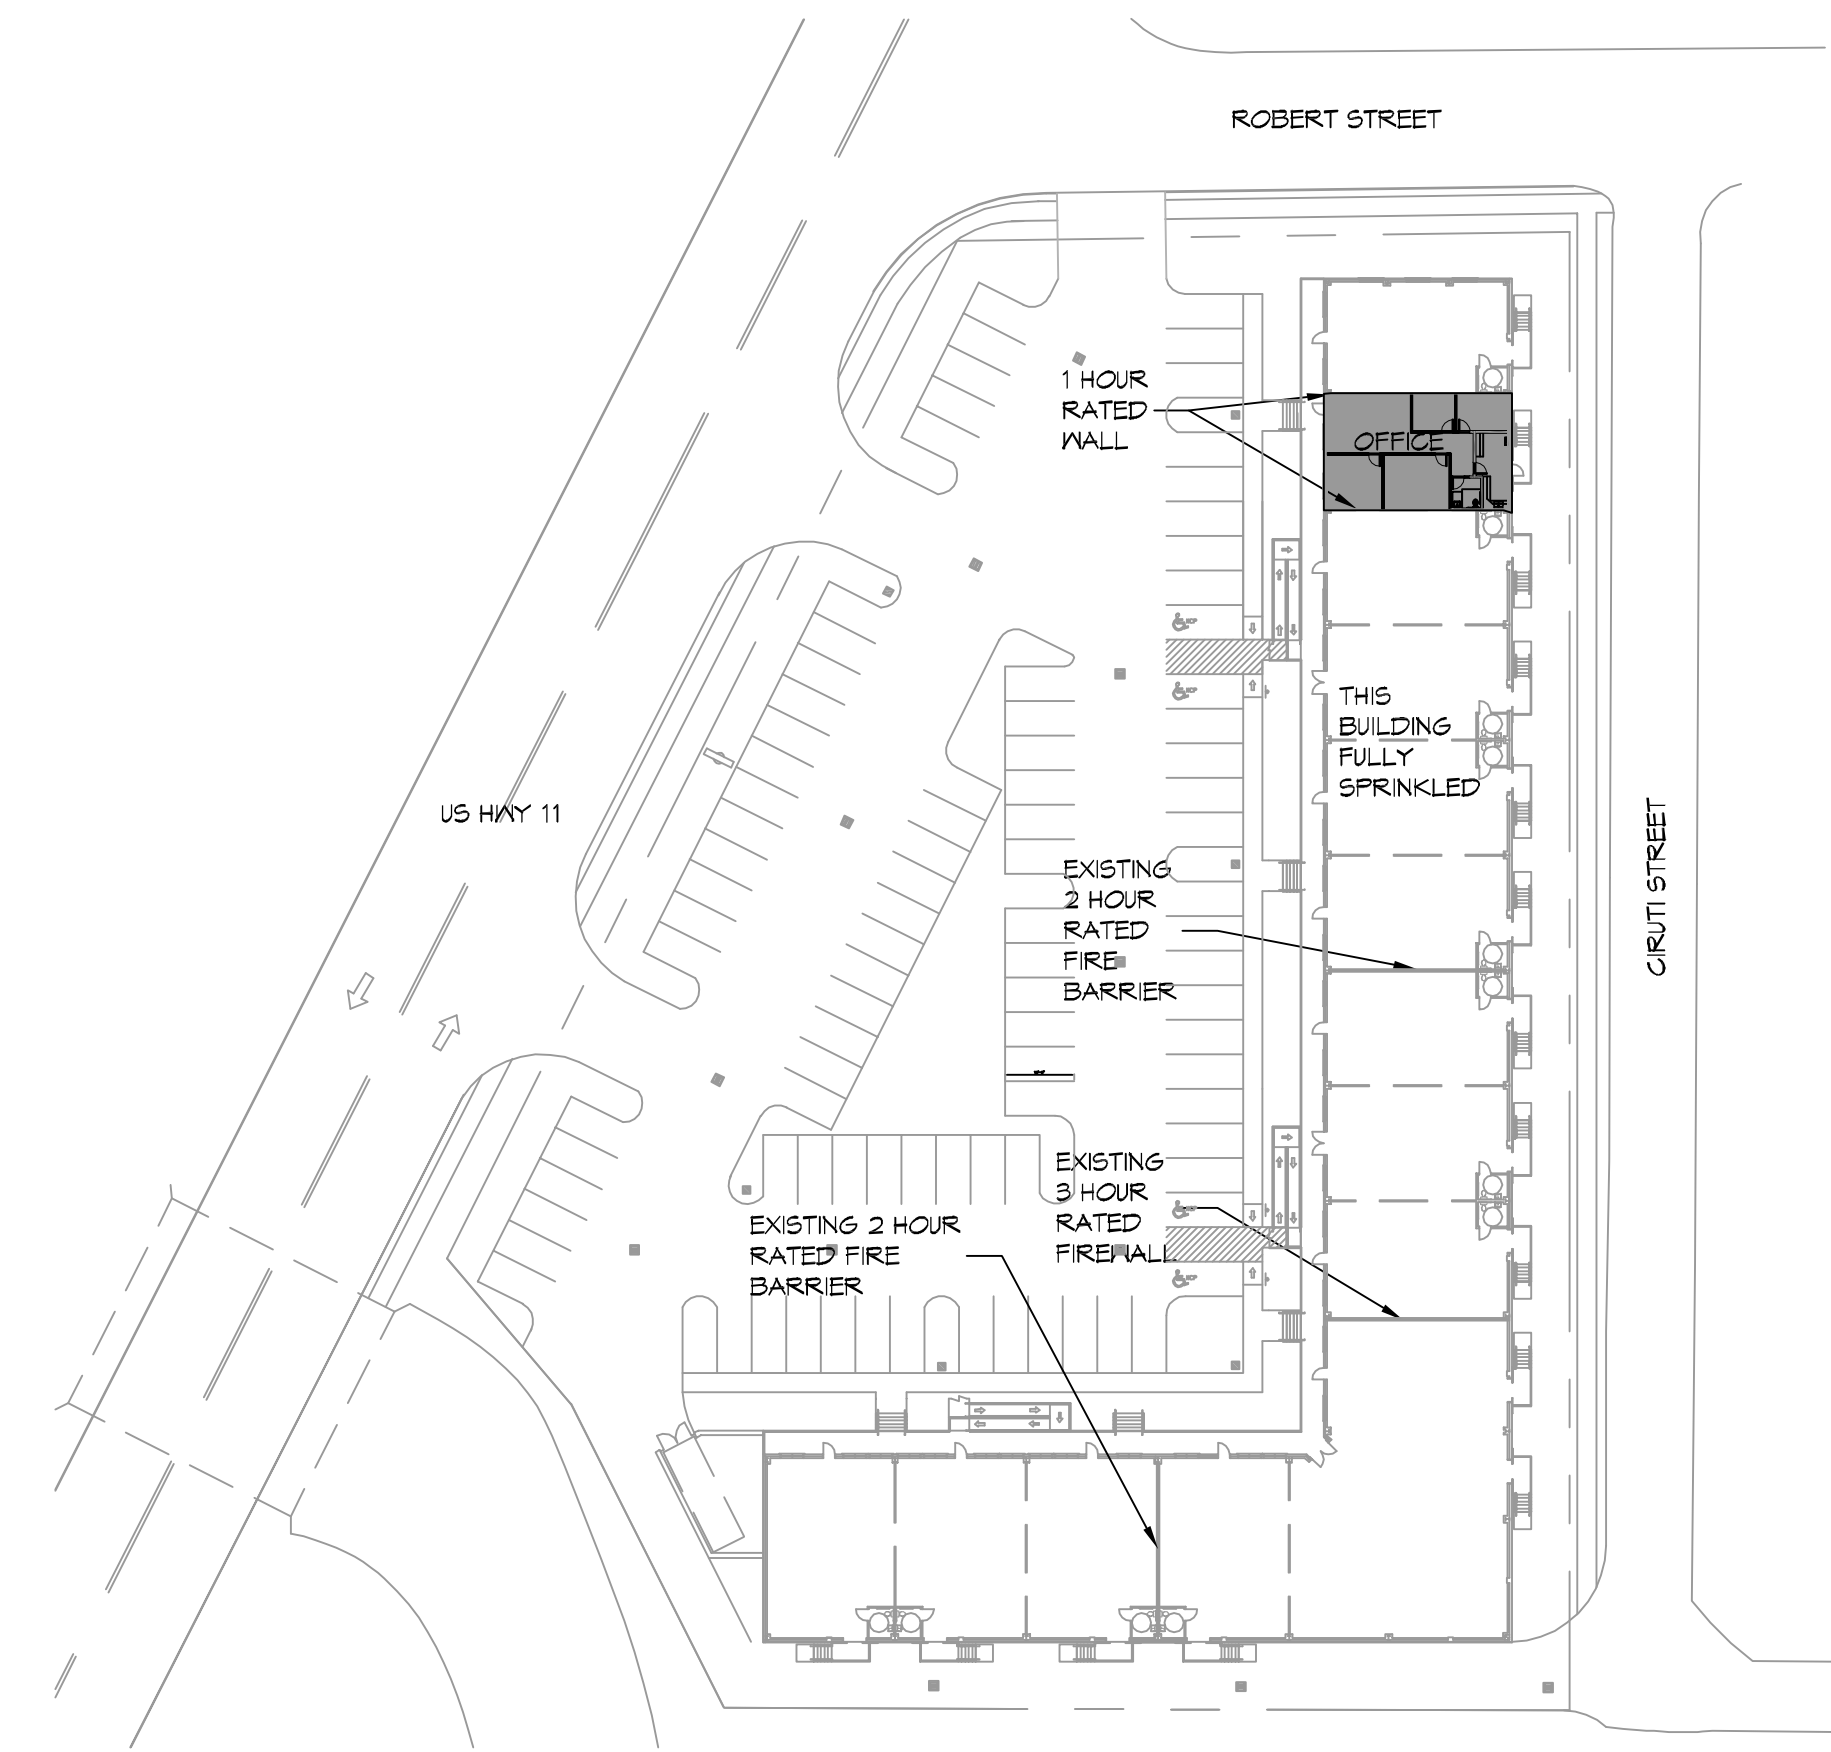 ROBERT STREET
1 HOUR
RATED
WALL
OFFICE
THIS
BUILDING
FULLY
SPRINKLED
US HWY 11
EXISTING
2 HOUR
RATED
FIRE
BARRIER
CIRUTI STREET
EXISTING
3 HOUR
RATED
FIREWALL
EXISTING 2 HOUR
RATED FIRE
BARRIER